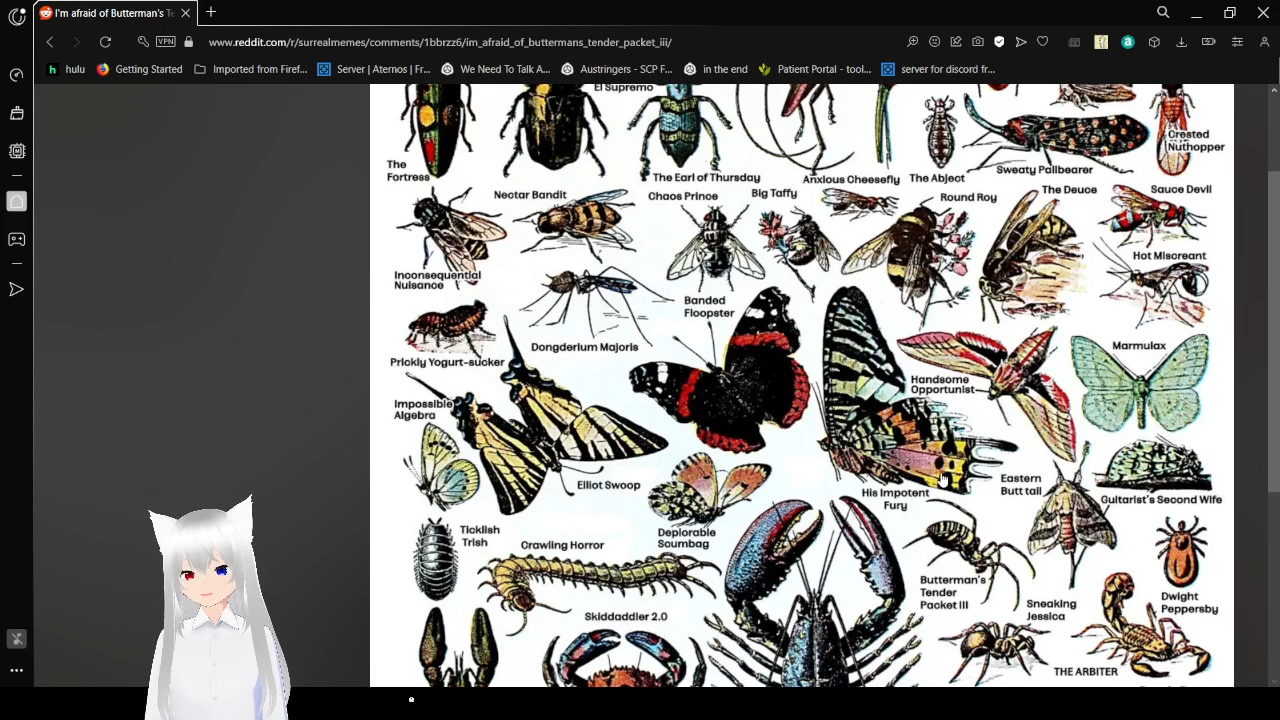 I'm afraid of Butterman's Te
www.reddit.com/r/surrealmemes/comments/1bbrzz6/im_afraid_of_buttermans_tender_packet_iii/
VPN
hulu
Getting Started
Imported from Firef...
Server | Aternos | Fr...
We Need To Talk A...
Austringers - SCP F...
in the end
Patient Portal - tool...
server for discord fr...
El Supremo
The
Fortress
The Earl of Thursday
Anxious Cheesefly
The Abject
Sweaty Pallbearer
Crested
Nuthopper
Nectar Bandit
Chaos Prince
Big Taffy
Round Roy
The Deuce
Sauce Devil
Inconsequential
Nuisance
Hot Miscreant
Banded
Floopster
Prickly Yogurt-sucker
Dongderium Majoris
Marmulax
Handsome
Opportunist
Impossible
Algebra
Elliot Swoop
His Impotent
Fury
Eastern
Butt tail
Guitarist's Second Wife
Ticklish
Trish
Crawling Horror
Deplorable
Scumbag
Butterman's
Tender
Packet III
Sneaking
Jessica
Dwight
Peppersby
Skiddaddler 2.0
THE ARBITER